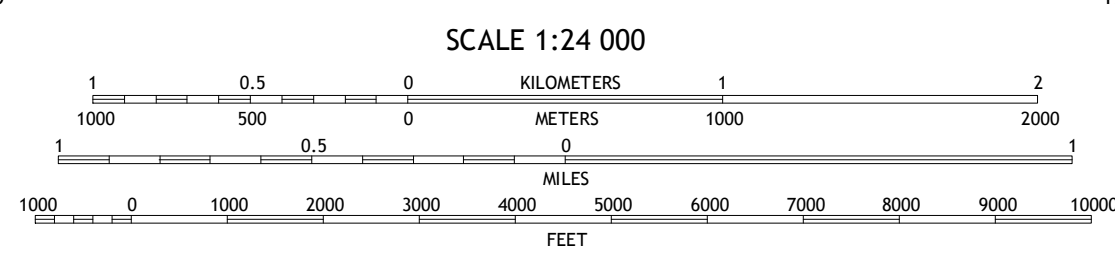 SCALE 1:24 000
1 0.5 0 KILOMETERS 1 2
1000 500 0 METERS 1000 2000
1 0.5 0 1
MILES
1000 0 1000 2000 3000 4000 5000 6000 7000 8000 9000 10000
FEET